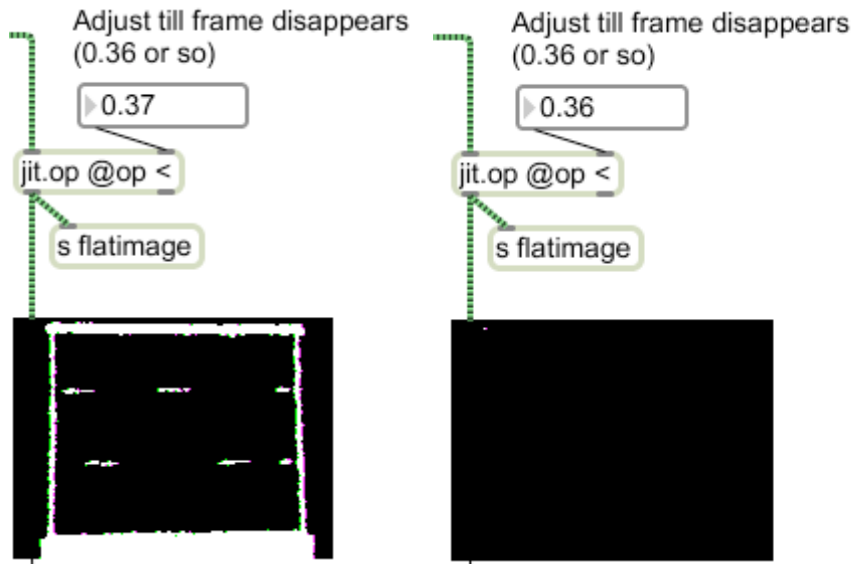 Adjust till frame disappears
(0.36 or so)
0.37
jit.op @op <
s flatimage
Adjust till frame disappears
(0.36 or so)
0.36
jit.op @op <
s flatimage